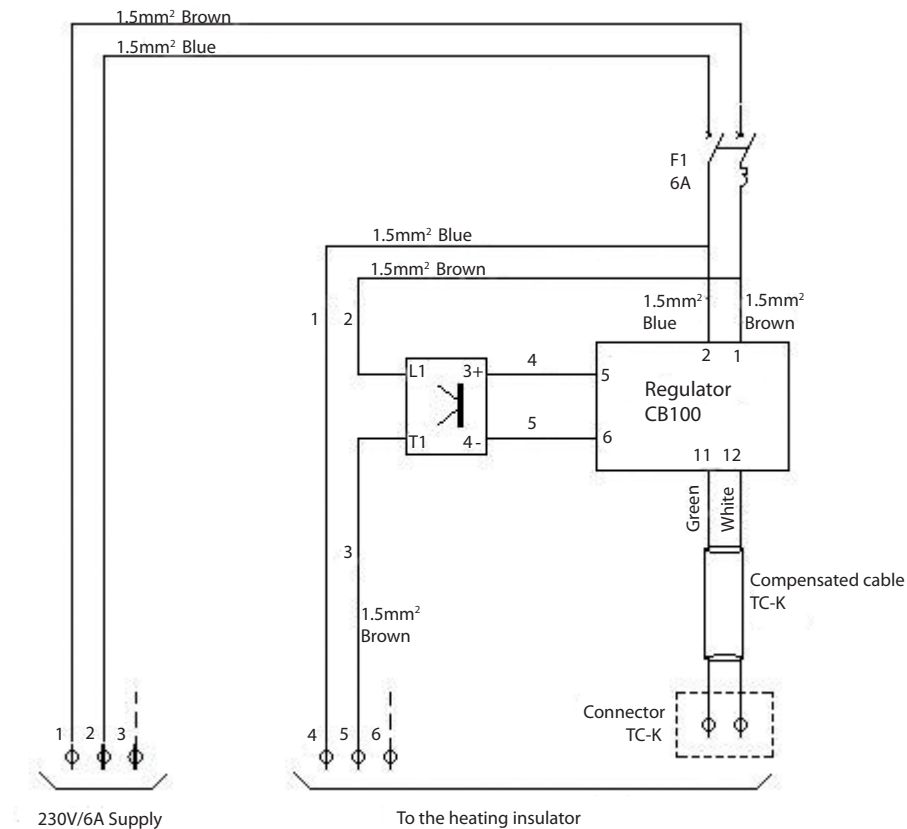 1.5mm² Brown
1.5mm² Blue
F1
6A
1.5mm² Blue
1.5mm² Brown
1.5mm²
Blue
1.5mm²
Brown
1
2
2 1
L1 3+
4
5
Regulator
CB100
T1 4-
5
6
11 12
Green
White
3
1.5mm²
Brown
Compensated cable
TC-K
Connector
TC-K
1 2 3
4 5 6
230V/6A Supply
To the heating insulator